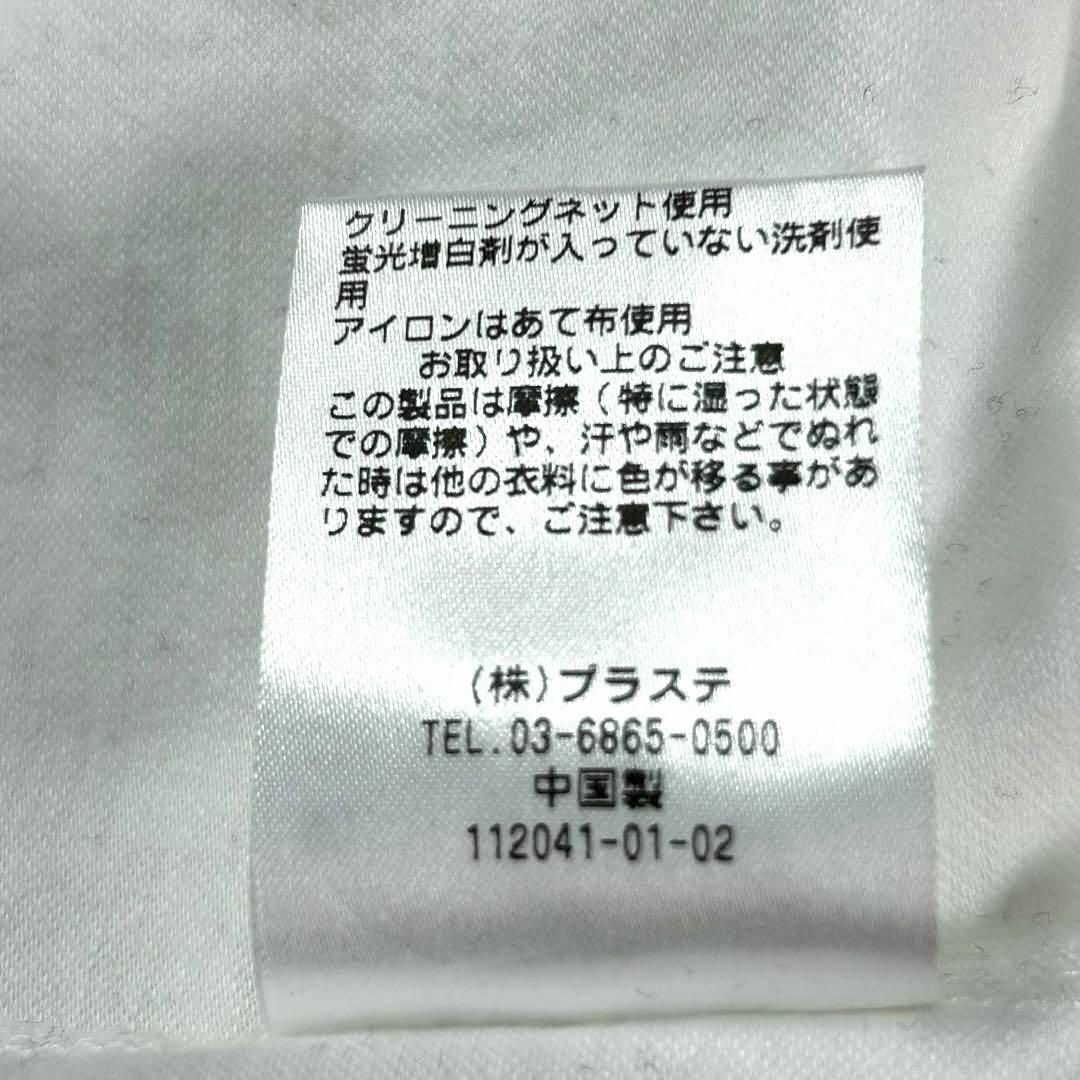 クリーニングネット使用
蛍光増白剤が入っていない洗剤使
用
アイロンはあて布使用
お取り扱い上のご注意
この製品は摩擦(特に湿った状態
での摩擦)や、汗や雨などでぬれ
た時は他の衣料に色が移る事があ
りますので、ご注意下さい。
(株)プラステ
TEL.03-6865-0500
中国製
112041-01-02